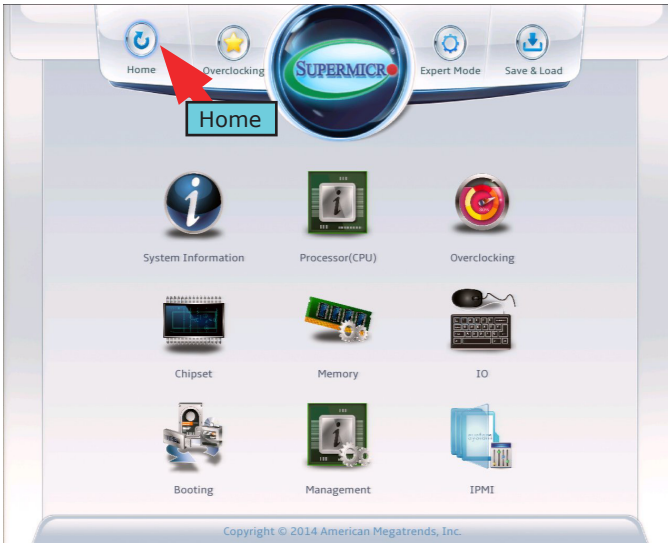 Home
Overclocking
SUPERMICR
Expert Mode
Save & Load
Home
System Information
Processor(CPU)
Overclocking
Chipset
Memory
IO
Booting
Management
IPMI
Copyright © 2014 American Megatrends, Inc.